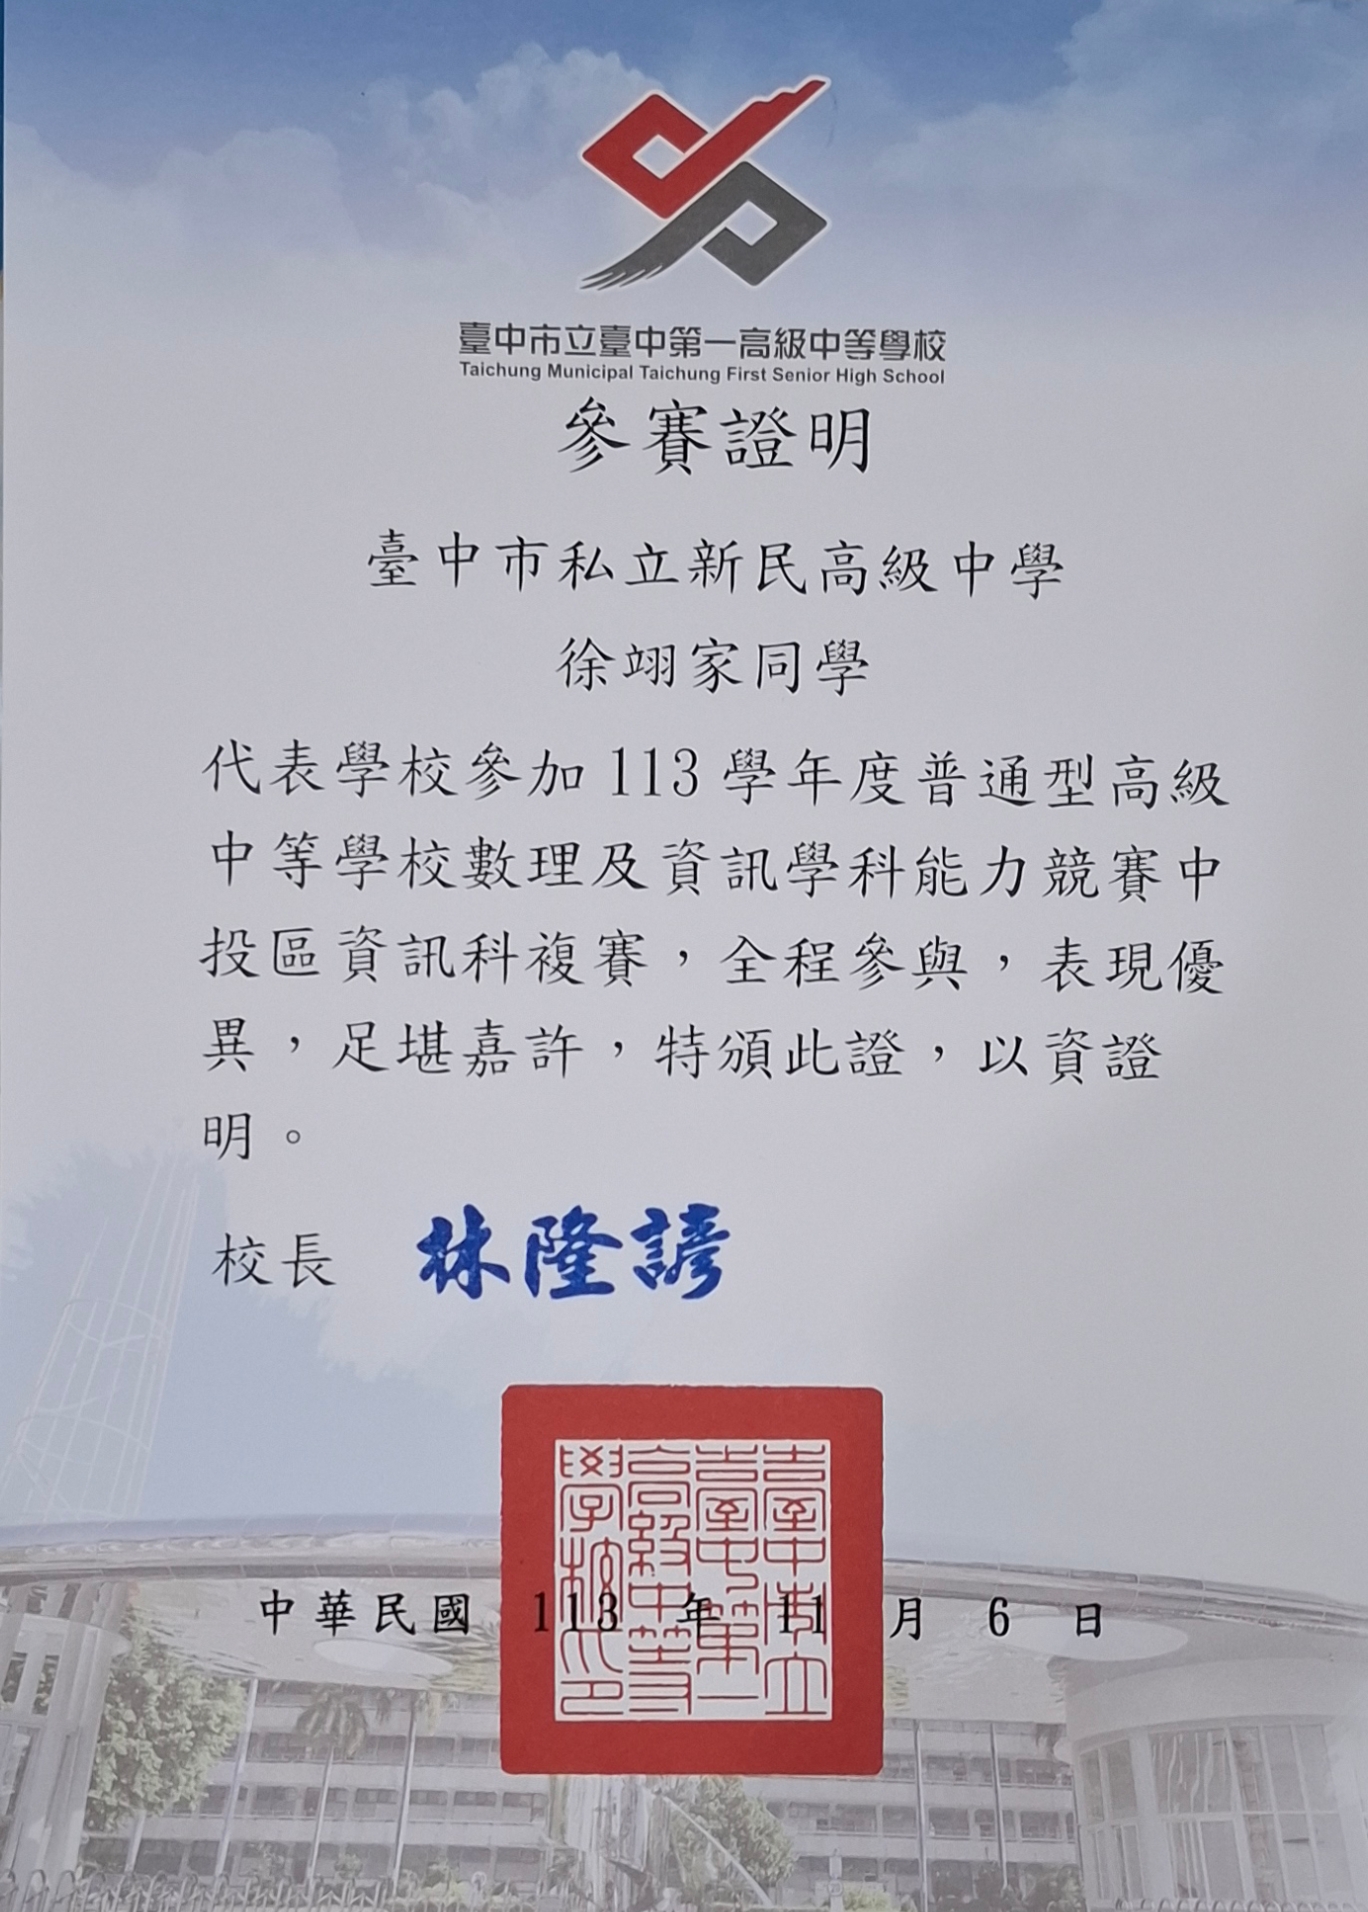 臺中市立臺中第一高級中等學校
Taichung Municipal Taichung First Senior High School
參賽證明
臺中市私立新民高級中學
徐翊家同學
代表學校參加113學年度普通型高級
中等學校數理及資訊學科能力競賽中
投區資訊科複賽，全程參與，表現優
異，足堪嘉許，特頒此證，以資證
明。
校長 林隆諺
臺中市立
臺中第一
高級中等
學校之印
中華民國 113 年 11 月 6 日